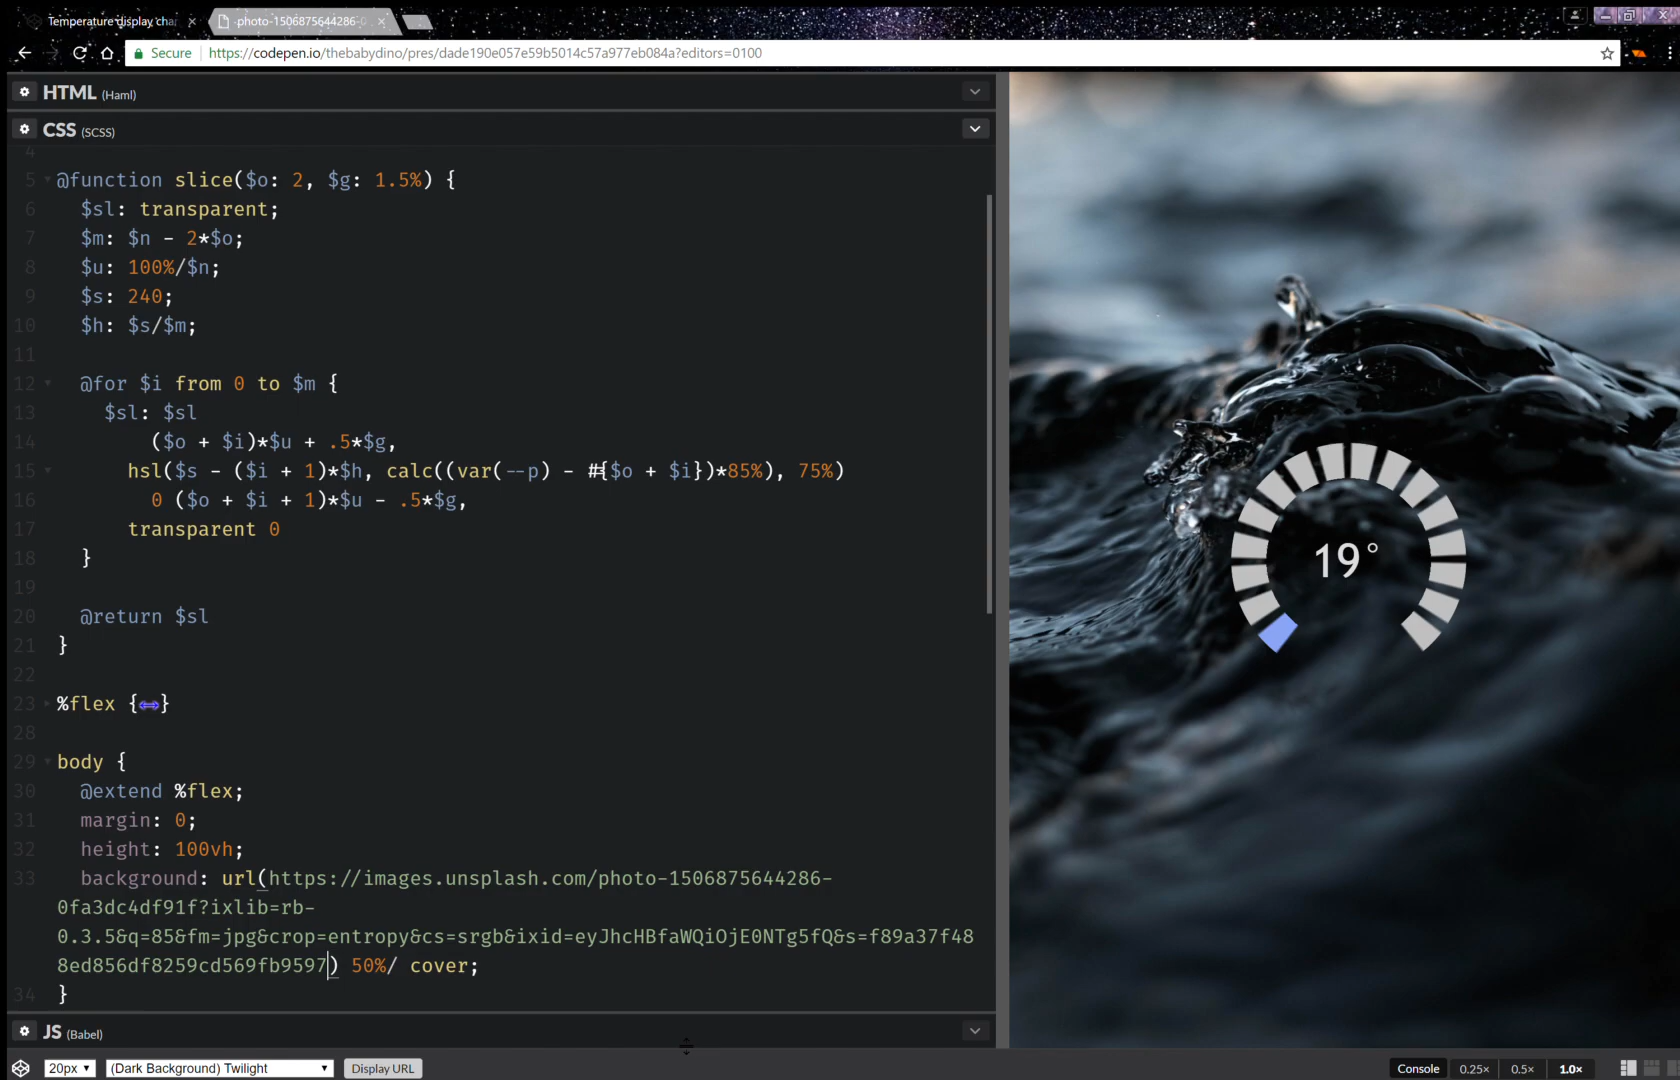 Temperature display cha
photo-1506875644286-0
Secure
https://codepen.io/thebabydino/pres/dade190e057e59b5014c57a977eb084a?editors=0100
HTML (Haml)
CSS (SCSS)
4
5 @function slice($o: 2, $g: 1.5%) {
6 $sl: transparent;
7 $m: $n - 2*$o;
8 $u: 100%/$n;
9 $s: 240;
10 $h: $s/$m;
11
12 @for $i from 0 to $m {
13 $sl: $sl
14 ($o + $i)*$u + .5*$g,
15 hsl($s - ($i + 1)*$h, calc((var(--p) - #{$o + $i})*85%), 75%)
16 0 ($o + $i + 1)*$u - .5*$g,
17 transparent 0
18 }
19
20 @return $sl
21 }
22
23 %flex {↔}
28
29 body {
30 @extend %flex;
31 margin: 0;
32 height: 100vh;
33 background: url(https://images.unsplash.com/photo-1506875644286-
0fa3dc4df91f?ixlib=rb-
0.3.5&q=85&fm=jpg&crop=entropy&cs=srgb&ixid=eyJhcHBfaWQiOjE0NTg5fQ&s=f89a37f48
8ed856df8259cd569fb9597) 50%/ cover;
34 }
19°
JS (Babel)
20px
(Dark Background) Twilight
Display URL
Console
0.25×
0.5×
1.0×